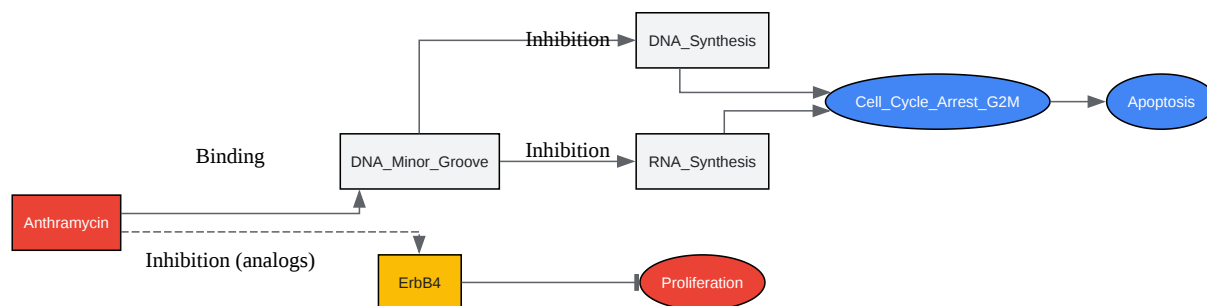 Inhibition
DNA_Synthesis
Cell_Cycle_Arrest_G2M
Apoptosis
Binding
DNA_Minor_Groove
Inhibition
RNA_Synthesis
Anthramycin
Inhibition (analogs)
ErbB4
Proliferation